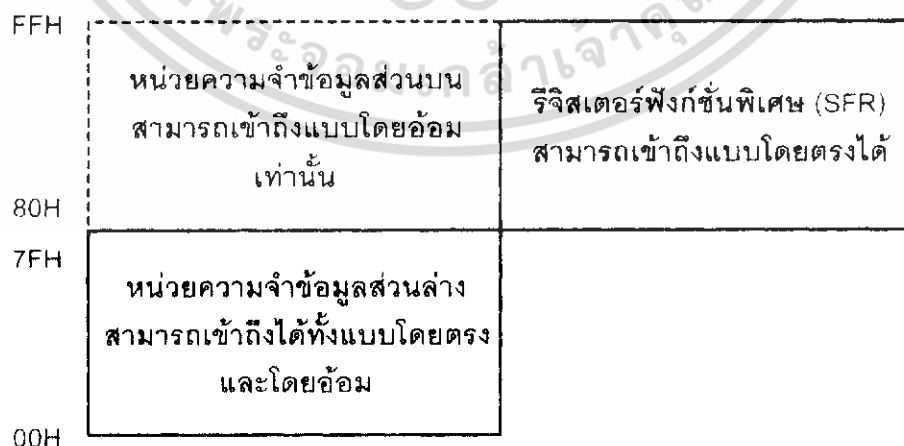 FFH
หน่วยความจำข้อมูลส่วนบน
สามารถเข้าถึงแบบโดยอ้อม
เท่านั้น
รีจิสเตอร์ฟังก์ชั่นพิเศษ (SFR)
สามารถเข้าถึงแบบโดยตรงได้
80H
7FH
หน่วยความจำข้อมูลส่วนล่าง
สามารถเข้าถึงได้ทั้งแบบโดยตรง
และโดยอ้อม
00H